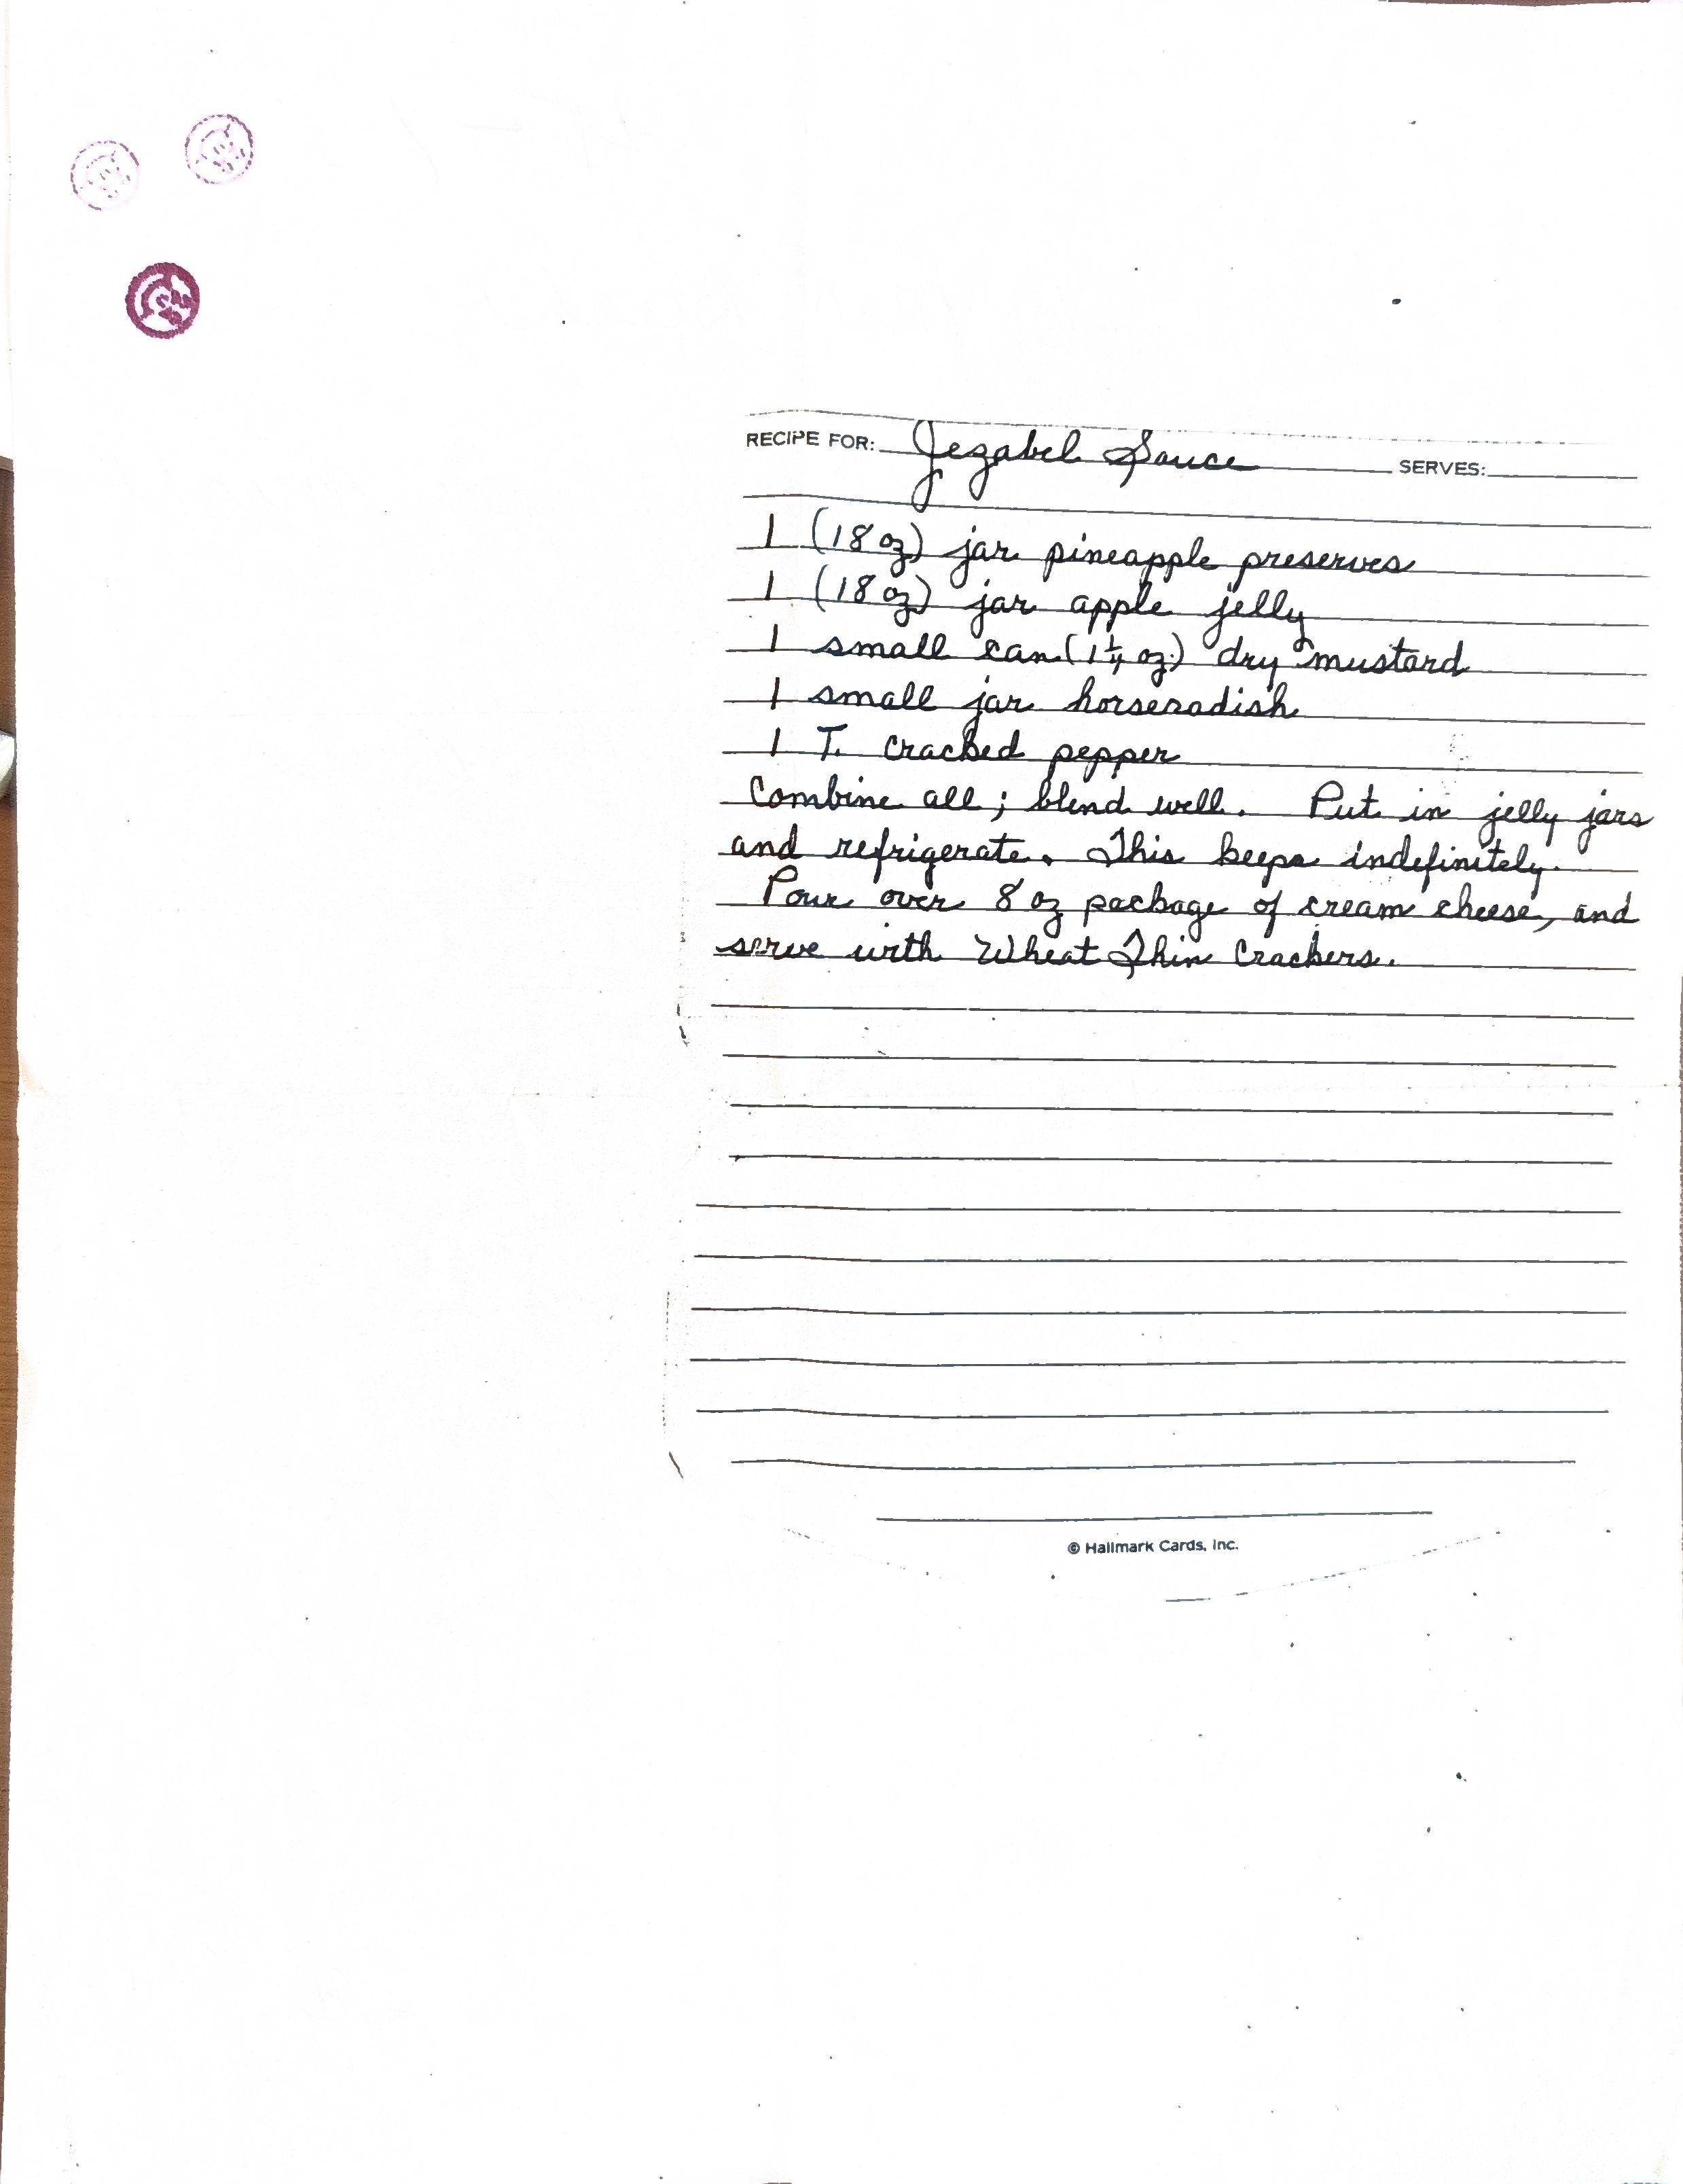 RECIPE FOR: Jezabel Sauce SERVES:
1 (18 oz) jar pineapple preserves
1 (18 oz) jar apple jelly
1 small can (1¼ oz.) dry mustard
1 small jar horseradish
1 T. cracked pepper
Combine all; blend well. Put in jelly jars
and refrigerate. This keeps indefinitely.
Pour over 8 oz package of cream cheese, and
serve with Wheat Thin Crackers.
© Hallmark Cards, Inc.